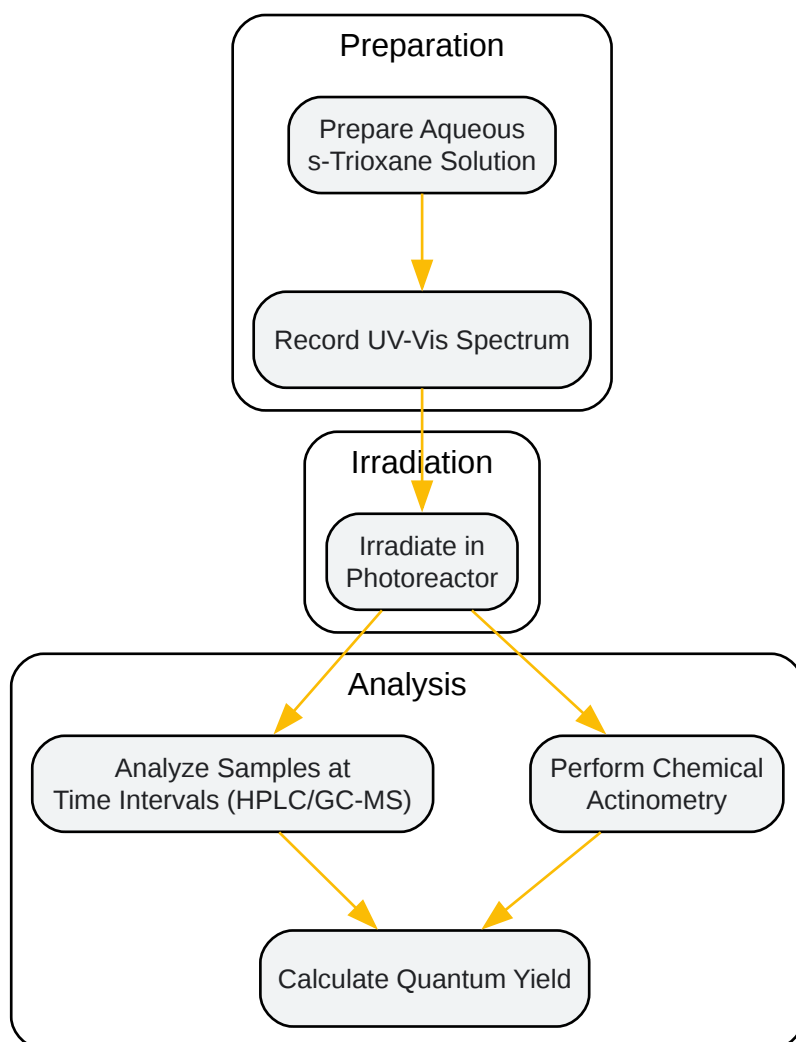 Preparation
Prepare Aqueous
s-Trioxane Solution
Record UV-Vis Spectrum
Irradiation
Irradiate in
Photoreactor
Analysis
Analyze Samples at
Time Intervals (HPLC/GC-MS)
Perform Chemical
Actinometry
Calculate Quantum Yield